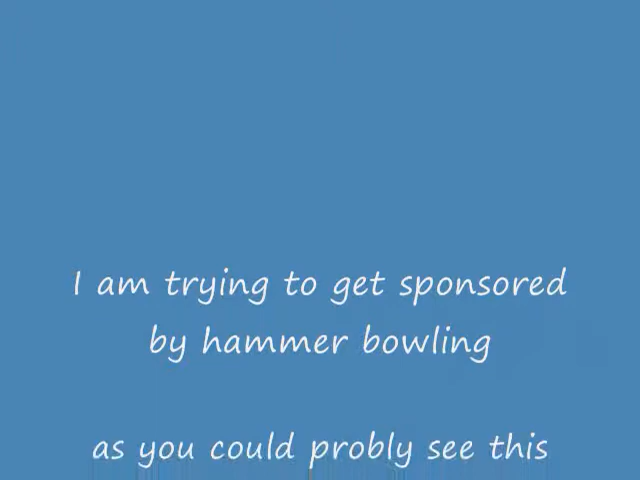 I am trying to get sponsored
by hammer bowling
as you could probly see this